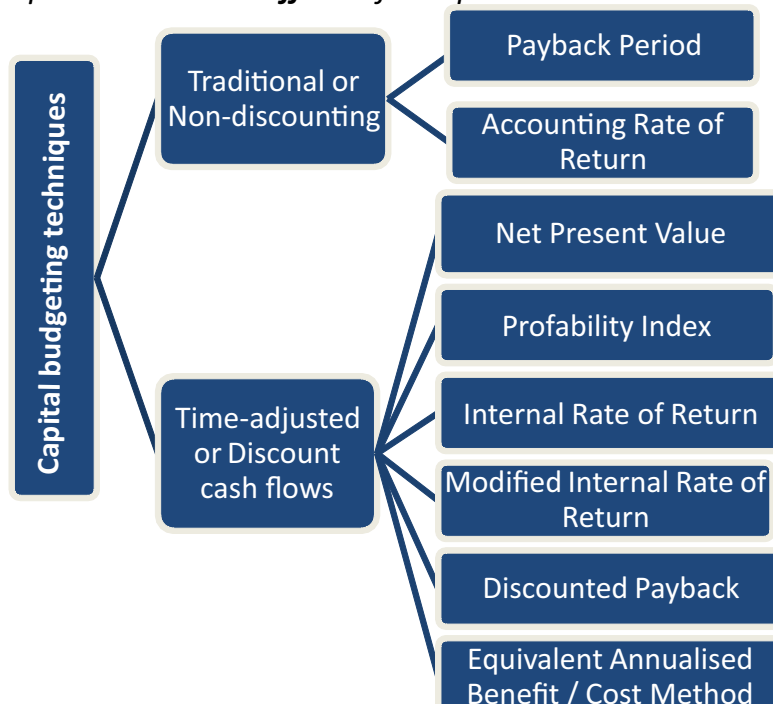 Capital budgeting techniques
Traditional or
Non-discounting
Payback Period
Accounting Rate of
Return
Time-adjusted
or Discount
cash flows
Net Present Value
Profability Index
Internal Rate of Return
Modified Internal Rate of
Return
Discounted Payback
Equivalent Annualised
Benefit / Cost Method